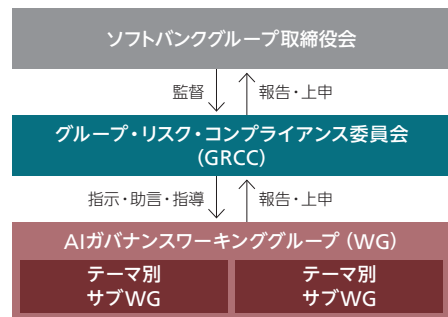 ソフトバンクグループ取締役会
監督
報告・上申
グループ・リスク・コンプライアンス委員会
(GRCC)
指示・助言・指導
報告・上申
AIガバナンスワーキンググループ（WG）
テーマ別
サブWG
テーマ別
サブWG